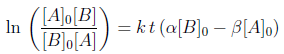 ln ( [A]₀[B] / [B]₀[A] ) = k t (α[B]₀ − β[A]₀)